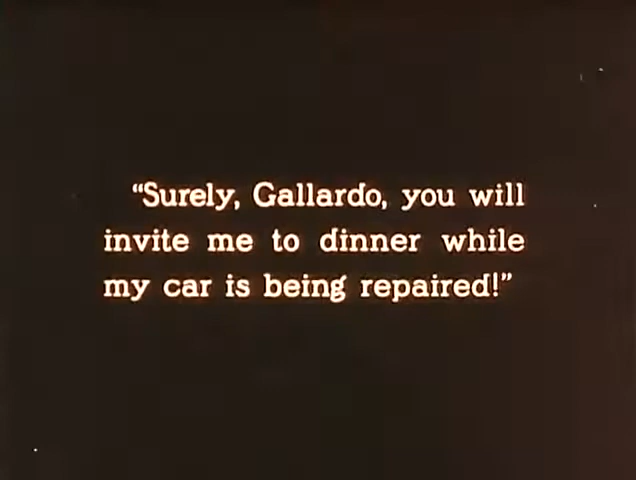 “Surely, Gallardo, you will
invite me to dinner while
my car is being repaired!”